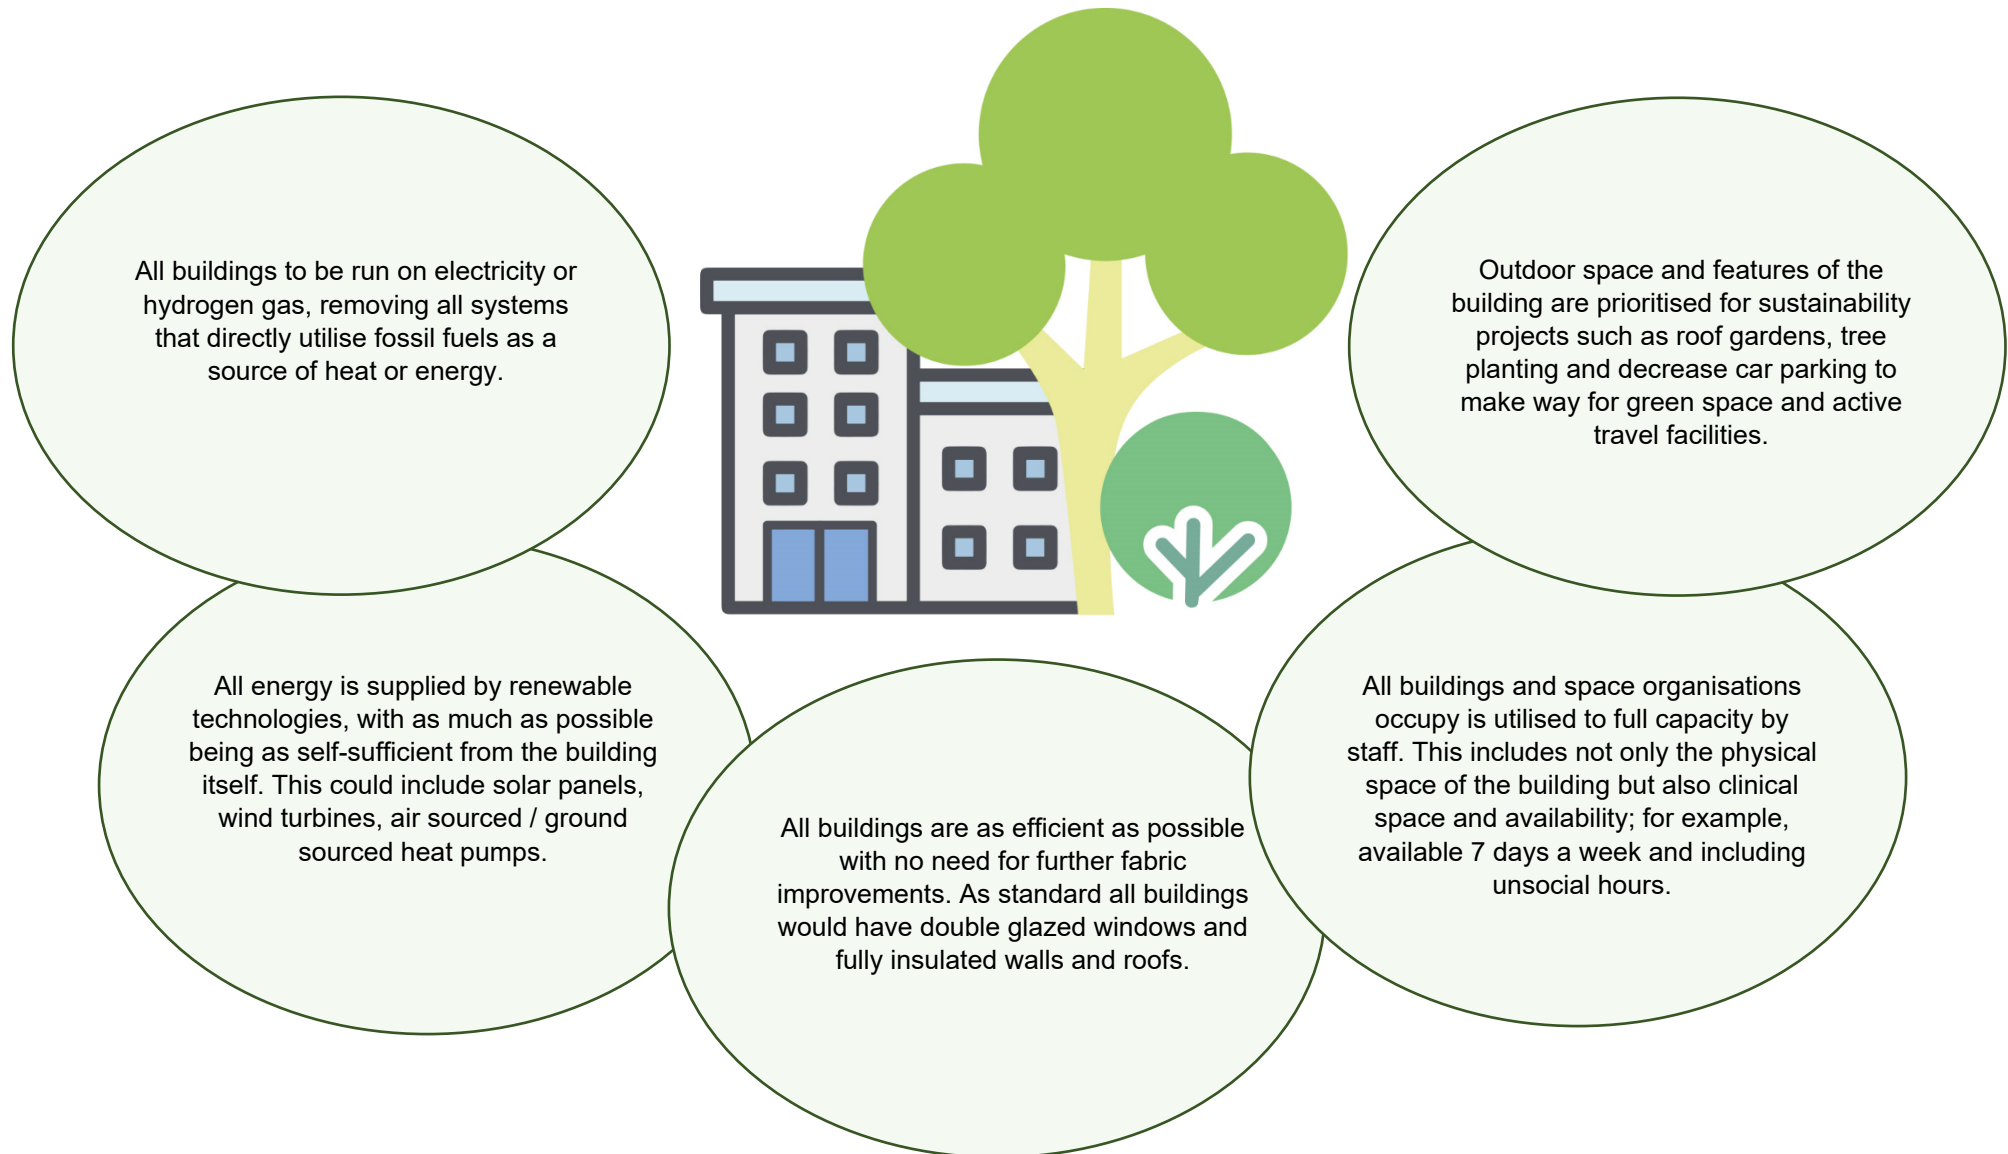 All buildings to be run on electricity or
hydrogen gas, removing all systems
that directly utilise fossil fuels as a
source of heat or energy.
All energy is supplied by renewable
technologies, with as much as possible
being as self-sufficient from the building
itself. This could include solar panels,
wind turbines, air sourced / ground
sourced heat pumps.
All buildings are as efficient as possible
with no need for further fabric
improvements. As standard all buildings
would have double glazed windows and
fully insulated walls and roofs.
All buildings and space organisations
occupy is utilised to full capacity by
staff. This includes not only the physical
space of the building but also clinical
space and availability; for example,
available 7 days a week and including
unsocial hours.
Outdoor space and features of the
building are prioritised for sustainability
projects such as roof gardens, tree
planting and decrease car parking to
make way for green space and active
travel facilities.